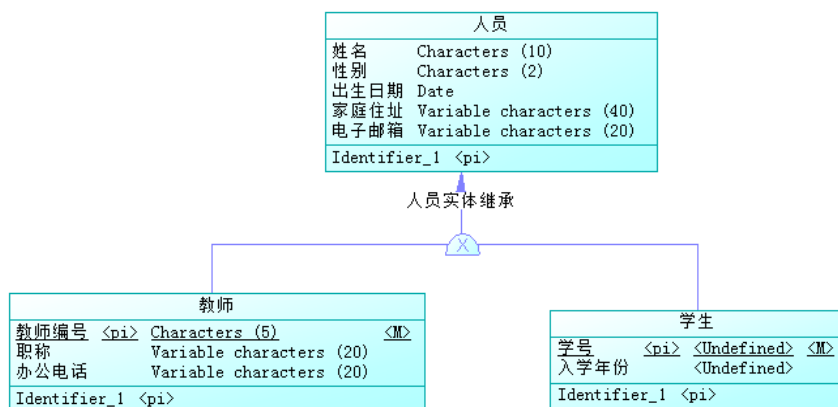 人员
姓名 Characters (10)
性别 Characters (2)
出生日期 Date
家庭住址 Variable characters (40)
电子邮箱 Variable characters (20)
Identifier_1 <pi>
人员实体继承
X
教师
教师编号 <pi> Characters (5) <M>
职称 Variable characters (20)
办公电话 Variable characters (20)
Identifier_1 <pi>
学生
学号 <pi> <Undefined> <M>
入学年份 <Undefined>
Identifier_1 <pi>